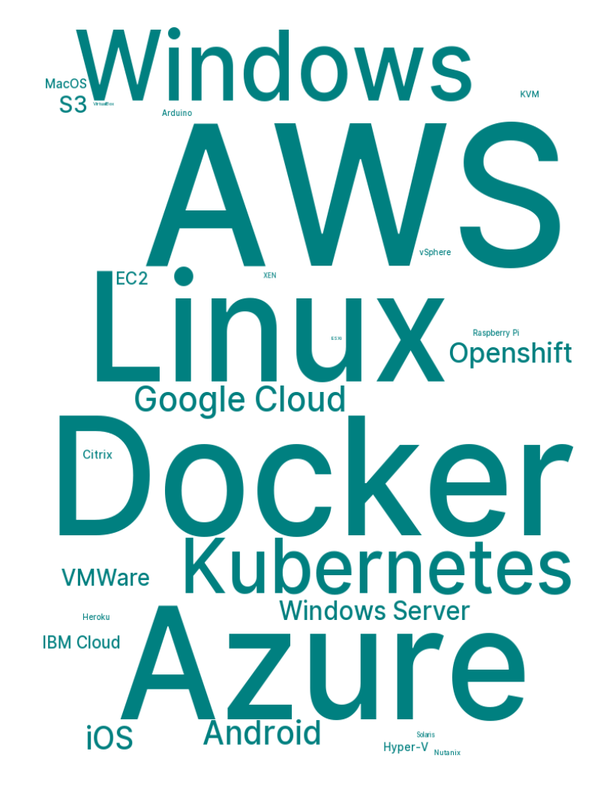 Windows
MacOS
S3
VirtualBox
KVM
Arduino
AWS
vSphere
EC2
XEN
Linux
Raspberry Pi
Openshift
Google Cloud
Docker
Citrix
Kubernetes
VMWare
Windows Server
Heroku
IBM Cloud
Azure
iOS
Android
Solaris
Hyper-V
Nutanix